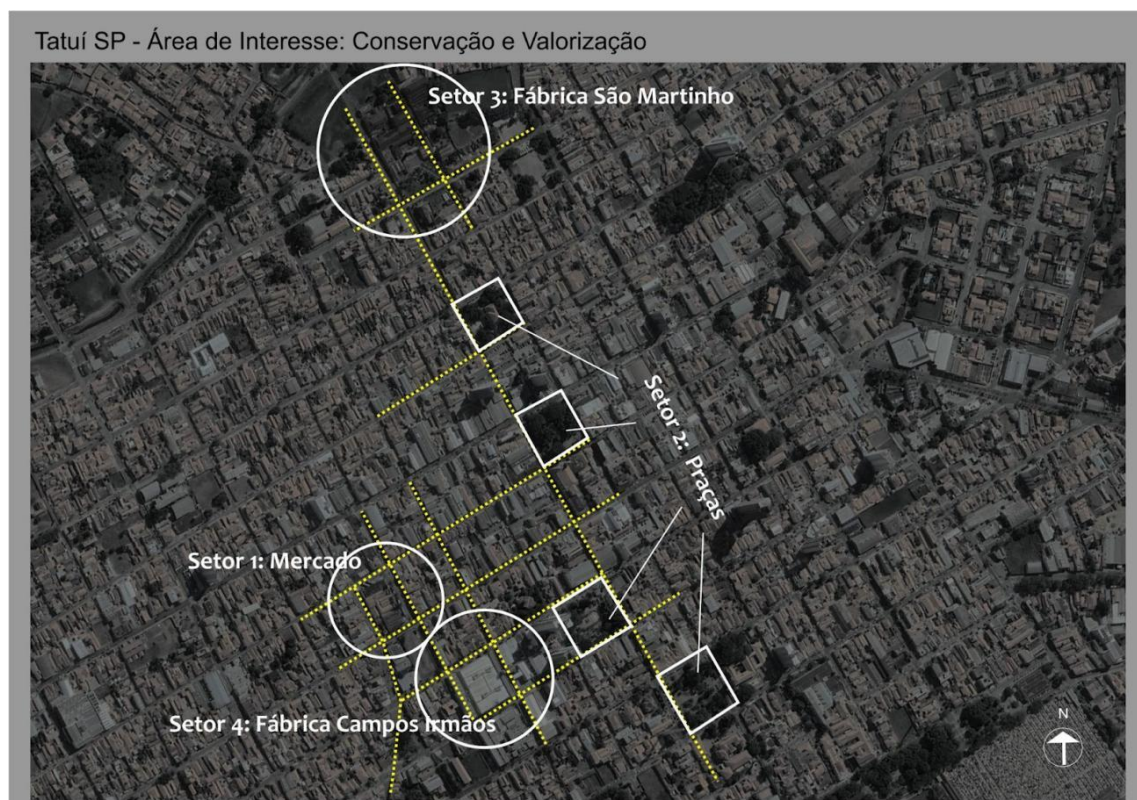 Tatuí SP - Área de Interesse: Conservação e Valorização
Setor 3: Fábrica São Martinho
Setor 2: Praças
Setor 1: Mercado
Setor 4: Fábrica Campos Irmãos
N